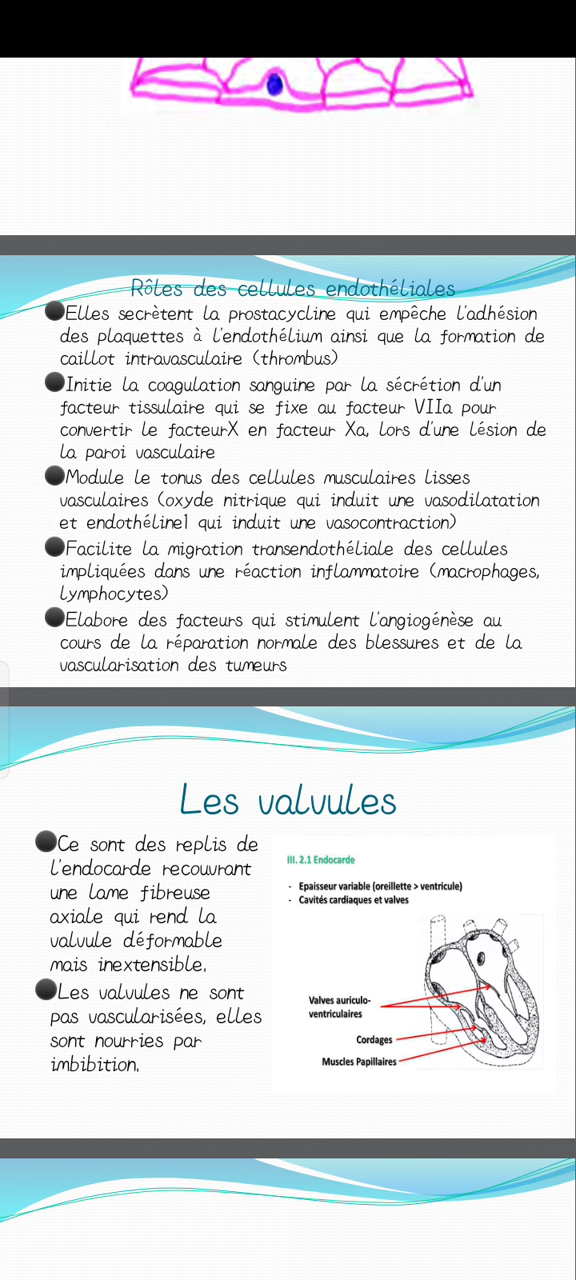 Rôles des cellules endothéliales
Elles secrètent la prostacycline qui empêche l'adhésion
des plaquettes à l'endothélium ainsi que la formation de
caillot intravasculaire (thrombus)
Initie la coagulation sanguine par la sécrétion d'un
facteur tissulaire qui se fixe au facteur VIIa pour
convertir le facteurX en facteur Xa, lors d'une lésion de
la paroi vasculaire
Module le tonus des cellules musculaires lisses
vasculaires (oxyde nitrique qui induit une vasodilatation
et endothéline1 qui induit une vasocontraction)
Facilite la migration transendothéliale des cellules
impliquées dans une réaction inflammatoire (macrophages,
lymphocytes)
Elabore des facteurs qui stimulent l'angiogénèse au
cours de la réparation normale des blessures et de la
vascularisation des tumeurs
Les valvules
Ce sont des replis de
l'endocarde recouvrant
une lame fibreuse
axiale qui rend la
valvule déformable
mais inextensible.
Les valvules ne sont
pas vascularisées, elles
sont nourries par
imbibition.
III. 2.1 Endocarde
- Epaisseur variable (oreillette > ventricule)
- Cavités cardiaques et valves
Valves auriculo-
ventriculaires
Cordages
Muscles Papillaires